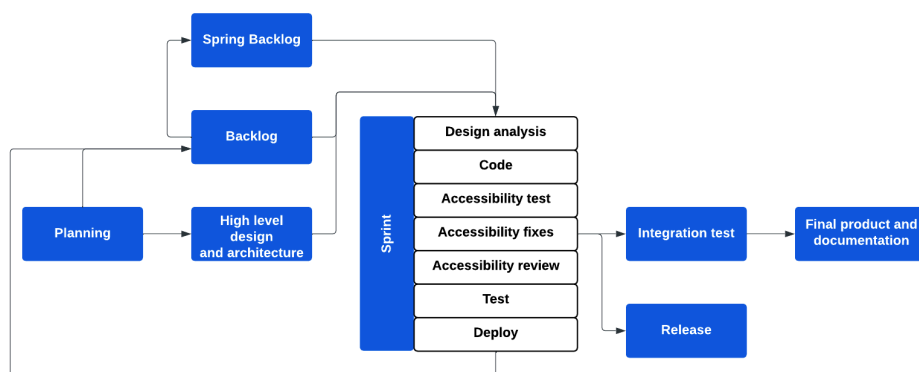 Spring Backlog
Backlog
Planning
High level
design
and architecture
Sprint
Design analysis
Code
Accessibility test
Accessibility fixes
Accessibility review
Test
Deploy
Integration test
Release
Final product and
documentation